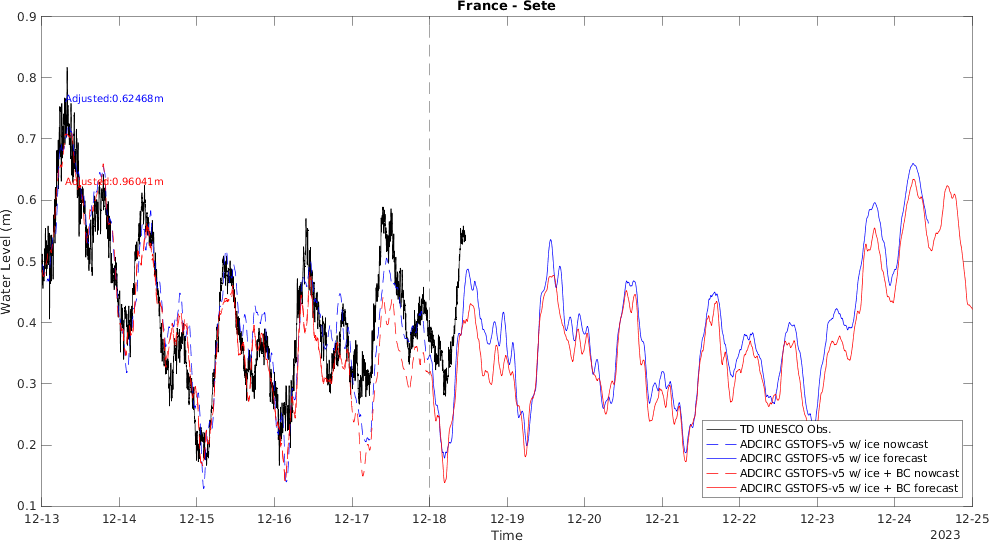 France - Sete
0.9
0.8
0.7
0.6
0.5
0.4
0.3
0.2
0.1
Water Level (m)
Adjusted:0.62468m
Adjusted:0.96041m
TD UNESCO Obs.
ADCIRC GSTOFS-v5 w/ ice nowcast
ADCIRC GSTOFS-v5 w/ ice forecast
ADCIRC GSTOFS-v5 w/ ice + BC nowcast
ADCIRC GSTOFS-v5 w/ ice + BC forecast
12-13 12-14 12-15 12-16 12-17 12-18 12-19 12-20 12-21 12-22 12-23 12-24 12-25
Time
2023